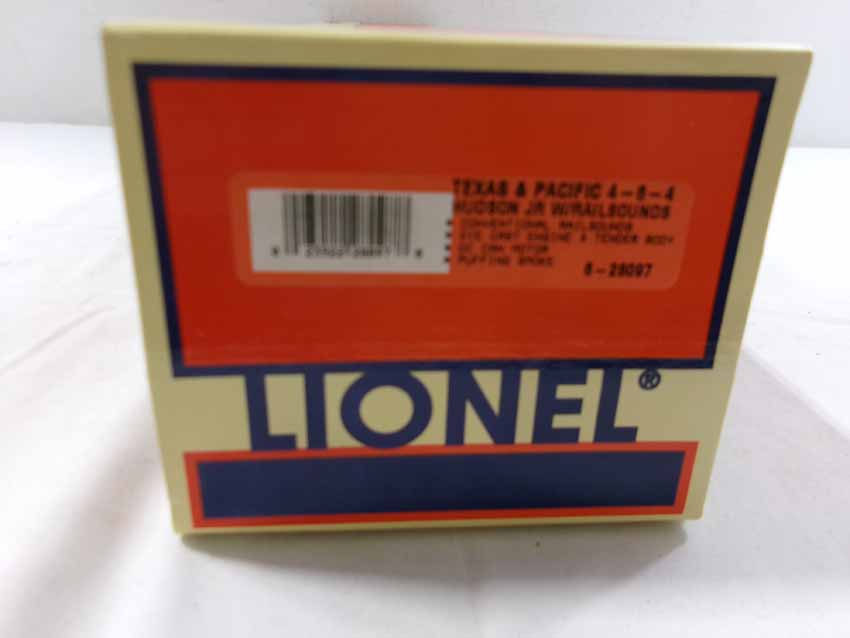 TEXAS & PACIFIC 4-6-4
HUDSON JR W/RAILSOUNDS
CONVENTIONAL RAILSOUNDS
DIE CAST ENGINE & TENDER BODY
DC CAN MOTOR
PUFFING SMOKE
6-28097
LIONEL®